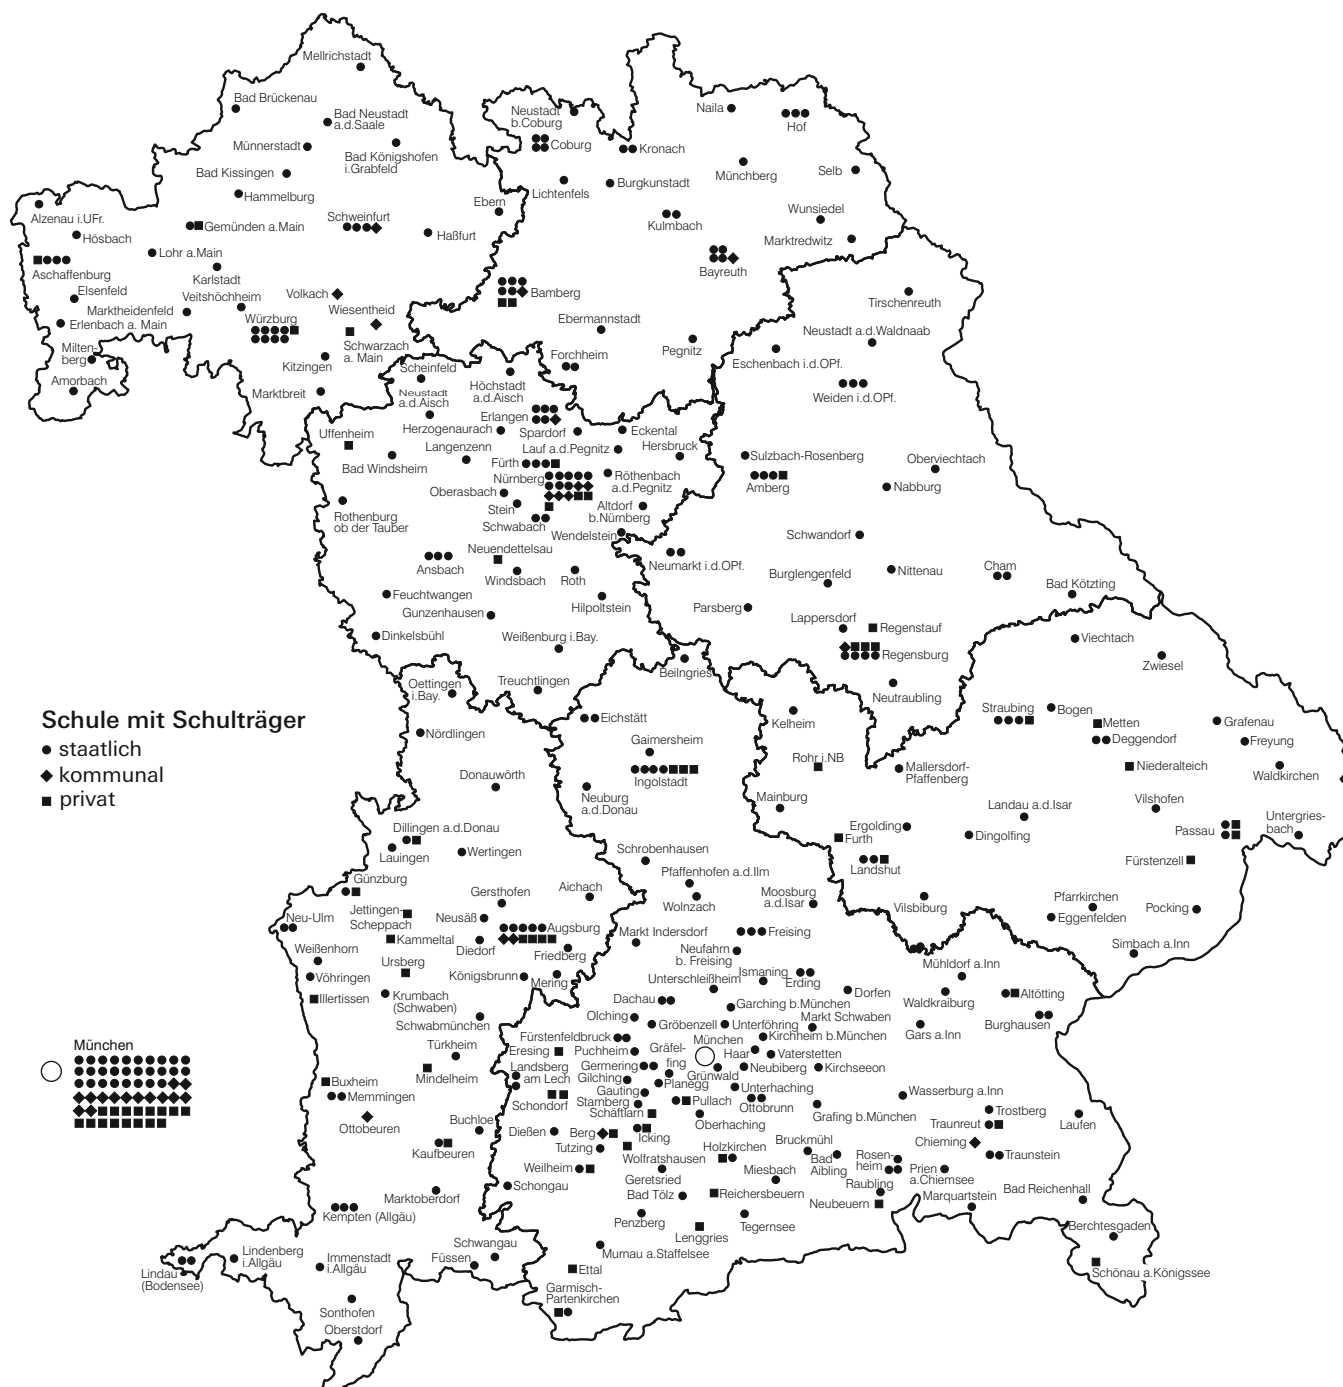 Mellrichstadt
Bad Brückenau
Bad Neustadt
a.d.Saale
Münnerstadt
Bad Königshofen
i.Grabfeld
Bad Kissingen
Hammelburg
Ebern
Alzenau i.UFr.
Hösbach
Gemünden a.Main
Schweinfurt
Haßfurt
Lohr a.Main
Aschaffenburg
Karlstadt
Elsenfeld
Veitshöchheim
Volkach
Marktheidenfeld
Wiesentheid
Erlenbach a. Main
Würzburg
Schwarzach
a. Main
Milten-
berg
Kitzingen
Amorbach
Marktbreit
Neustadt
b.Coburg
Naila
Hof
Coburg
Kronach
Münchberg
Selb
Lichtenfels
Burgkunstadt
Kulmbach
Wunsiedel
Marktredwitz
Bayreuth
Bamberg
Ebermannstadt
Pegnitz
Forchheim
Tirschenreuth
Neustadt a.d.Waldnaab
Eschenbach i.d.OPf.
Weiden i.d.OPf.
Scheinfeld
Höchstadt
a.d.Aisch
Neustadt
a.d.Aisch
Erlangen
Herzogenaurach
Spardorf
Eckental
Uffenheim
Langenzenn
Lauf a.d.Pegnitz
Hersbruck
Bad Windsheim
Fürth
Nürnberg
Röthenbach
a.d.Pegnitz
Oberasbach
Stein
Altdorf
b.Nürnberg
Rothenburg
ob der Tauber
Schwabach
Wendelstein
Neuendettelsau
Ansbach
Windsbach
Roth
Feuchtwangen
Gunzenhausen
Hilpoltstein
Dinkelsbühl
Weißenburg i.Bay.
Treuchtlingen
Sulzbach-Rosenberg
Oberviechtach
Amberg
Nabburg
Schwandorf
Neumarkt i.d.OPf.
Burglengenfeld
Nittenau
Cham
Bad Kötzting
Parsberg
Lappersdorf
Regenstauf
Regensburg
Neutraubling
Viechtach
Zwiesel
Beilngries
Oettingen
i.Bay.
Schule mit Schulträger
staatlich
kommunal
privat
Nördlingen
Donauwörth
Eichstätt
Gaimersheim
Ingolstadt
Neuburg
a.d.Donau
Kelheim
Rohr i.NB
Mainburg
Straubing
Bogen
Metten
Deggendorf
Grafenau
Freyung
Mallersdorf-
Pfaffenberg
Niederalteich
Waldkirchen
Landau a.d.Isar
Vilshofen
Untergries-
bach
Ergolding
Furth
Dingolfing
Passau
Landshut
Fürstenzell
Vilsbiburg
Pfarrkirchen
Eggenfelden
Pocking
Simbach a.Inn
Dillingen a.d.Donau
Lauingen
Wertingen
Günzburg
Gersthofen
Aichach
Jettingen-
Scheppach
Neusäß
Neu-Ulm
Augsburg
Kammeltal
Diedorf
Friedberg
Weißenhorn
Ursberg
Vöhringen
Königsbrunn
Mering
Illertissen
Krumbach
(Schwaben)
Schwabmünchen
Türkheim
Mindelheim
Buxheim
Memmingen
Ottobeuren
Buchloe
Kaufbeuren
Marktoberdorf
Kempten (Allgäu)
Lindenberg
i.Allgäu
Immenstadt
i.Allgäu
Lindau
(Bodensee)
Schwangau
Füssen
Sonthofen
Oberstdorf
München
Schrobenhausen
Pfaffenhofen a.d.Ilm
Wolnzach
Moosburg
a.d.Isar
Markt Indersdorf
Freising
Neufahrn
b. Freising
Ismaning
Erding
Unterschleißheim
Mühldorf a.Inn
Dachau
Garching b.München
Dorfen
Waldkraiburg
Altötting
Olching
Gröbenzell
Unterföhring
Markt Schwaben
Gars a.Inn
Burghausen
Fürstenfeldbruck
München
Kirchheim b.München
Eresing
Puchheim
Gräfel-
fing
Haar
Vaterstetten
Landsberg
am Lech
Germering
Gilching
Grünwald
Neubiberg
Kirchseeon
Planegg
Gauting
Unterhaching
Wasserburg a.Inn
Schondorf
Starnberg
Pullach
Ottobrunn
Schäftlarn
Oberhaching
Grafing b.München
Trostberg
Traunreut
Laufen
Dießen
Berg
Icking
Chieming
Tutzing
Holzkirchen
Bruckmühl
Traunstein
Wolfratshausen
Bad
Aibling
Rosen-
heim
Weilheim
Geretsried
Miesbach
Prien
a.Chiemsee
Schongau
Bad Tölz
Reichersbeuern
Raubling
Marquartstein
Bad Reichenhall
Neubeuern
Penzberg
Tegernsee
Lenggries
Berchtesgaden
Murnau a.Staffelsee
Ettal
Schönau a.Königssee
Garmisch-
Partenkirchen